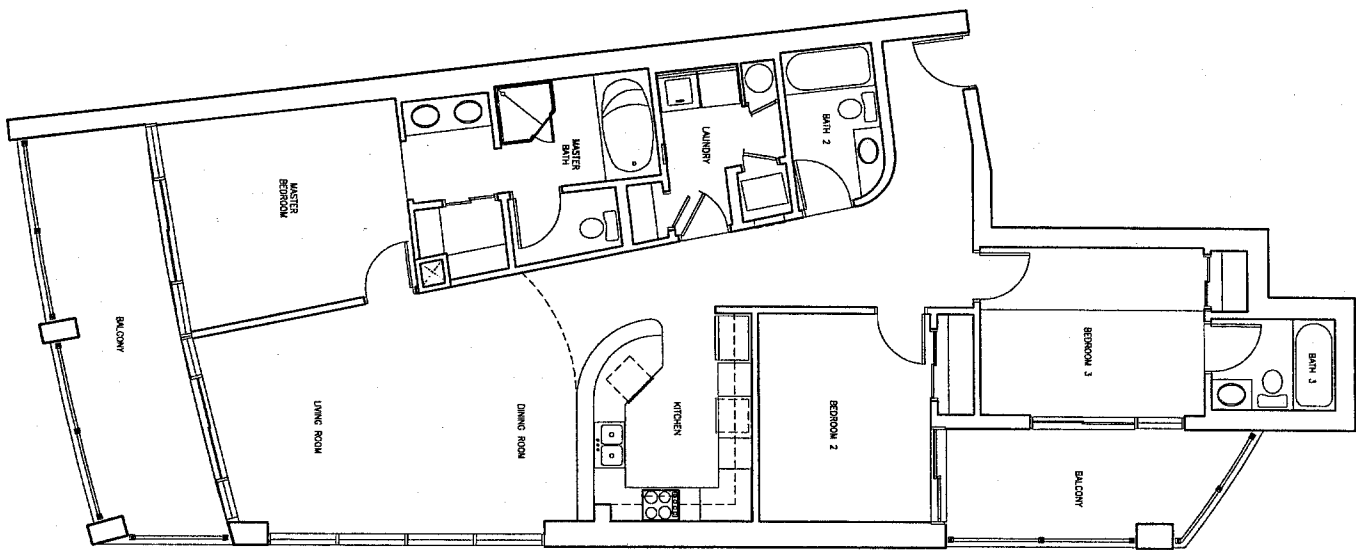 BATH 2
LAUNDRY
MASTER
BATH
MASTER
BEDROOM
BALCONY
LIVING ROOM
DINING ROOM
KITCHEN
BEDROOM 2
BEDROOM 3
BATH 3
BALCONY